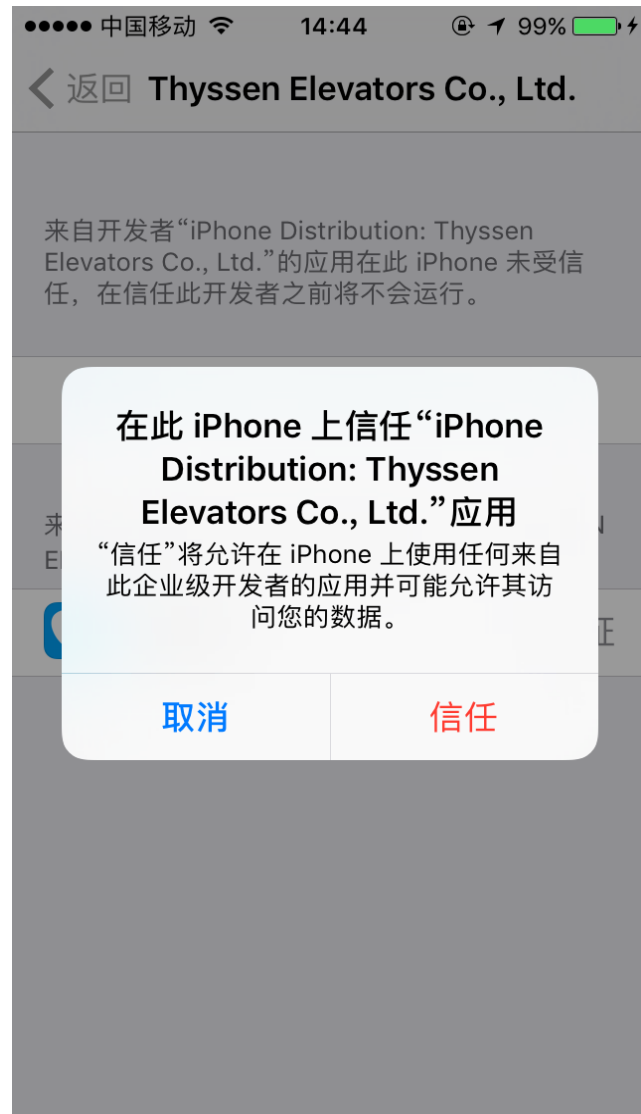 中国移动 14:44 99%
返回 Thyssen Elevators Co., Ltd.
来自开发者“iPhone Distribution: Thyssen
Elevators Co., Ltd.”的应用在此 iPhone 未受信
任，在信任此开发者之前将不会运行。
在此 iPhone 上信任“iPhone
Distribution: Thyssen
Elevators Co., Ltd.”应用
“信任”将允许在 iPhone 上使用任何来自
此企业级开发者的应用并可能允许其访
问您的数据。
取消 信任